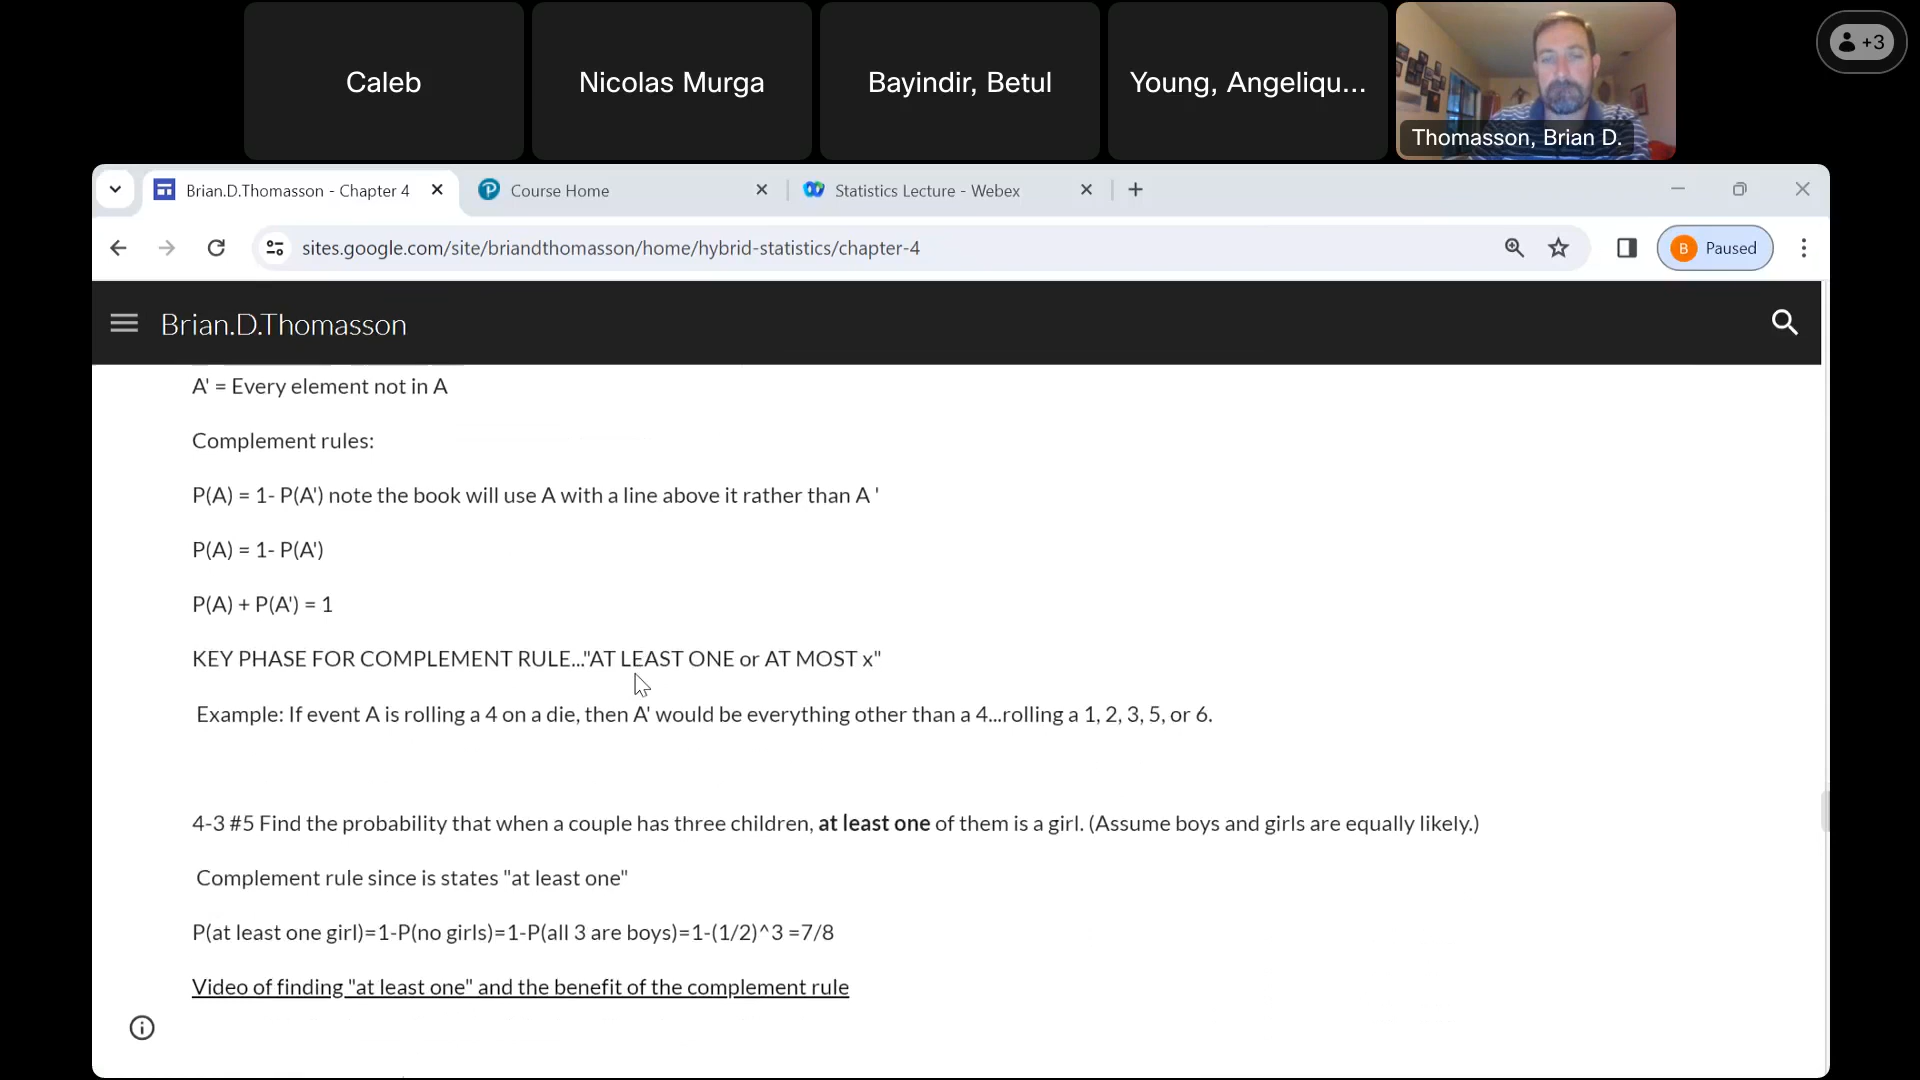 Caleb
Nicolas Murga
Bayindir, Betul
Young, Angeliqu...
Thomasson, Brian D.
+3
Brian.D.Thomasson - Chapter 4
Course Home
Statistics Lecture - Webex
sites.google.com/site/briandthomasson/home/hybrid-statistics/chapter-4
B Paused
Brian.D.Thomasson
A' = Every element not in A
Complement rules:
P(A) = 1- P(A') note the book will use A with a line above it rather than A '
P(A) = 1- P(A')
P(A) + P(A') = 1
KEY PHASE FOR COMPLEMENT RULE..."AT LEAST ONE or AT MOST x"
Example: If event A is rolling a 4 on a die, then A' would be everything other than a 4...rolling a 1, 2, 3, 5, or 6.
4-3 #5 Find the probability that when a couple has three children, at least one of them is a girl. (Assume boys and girls are equally likely.)
Complement rule since is states "at least one"
P(at least one girl)=1-P(no girls)=1-P(all 3 are boys)=1-(1/2)^3 =7/8
Video of finding "at least one" and the benefit of the complement rule